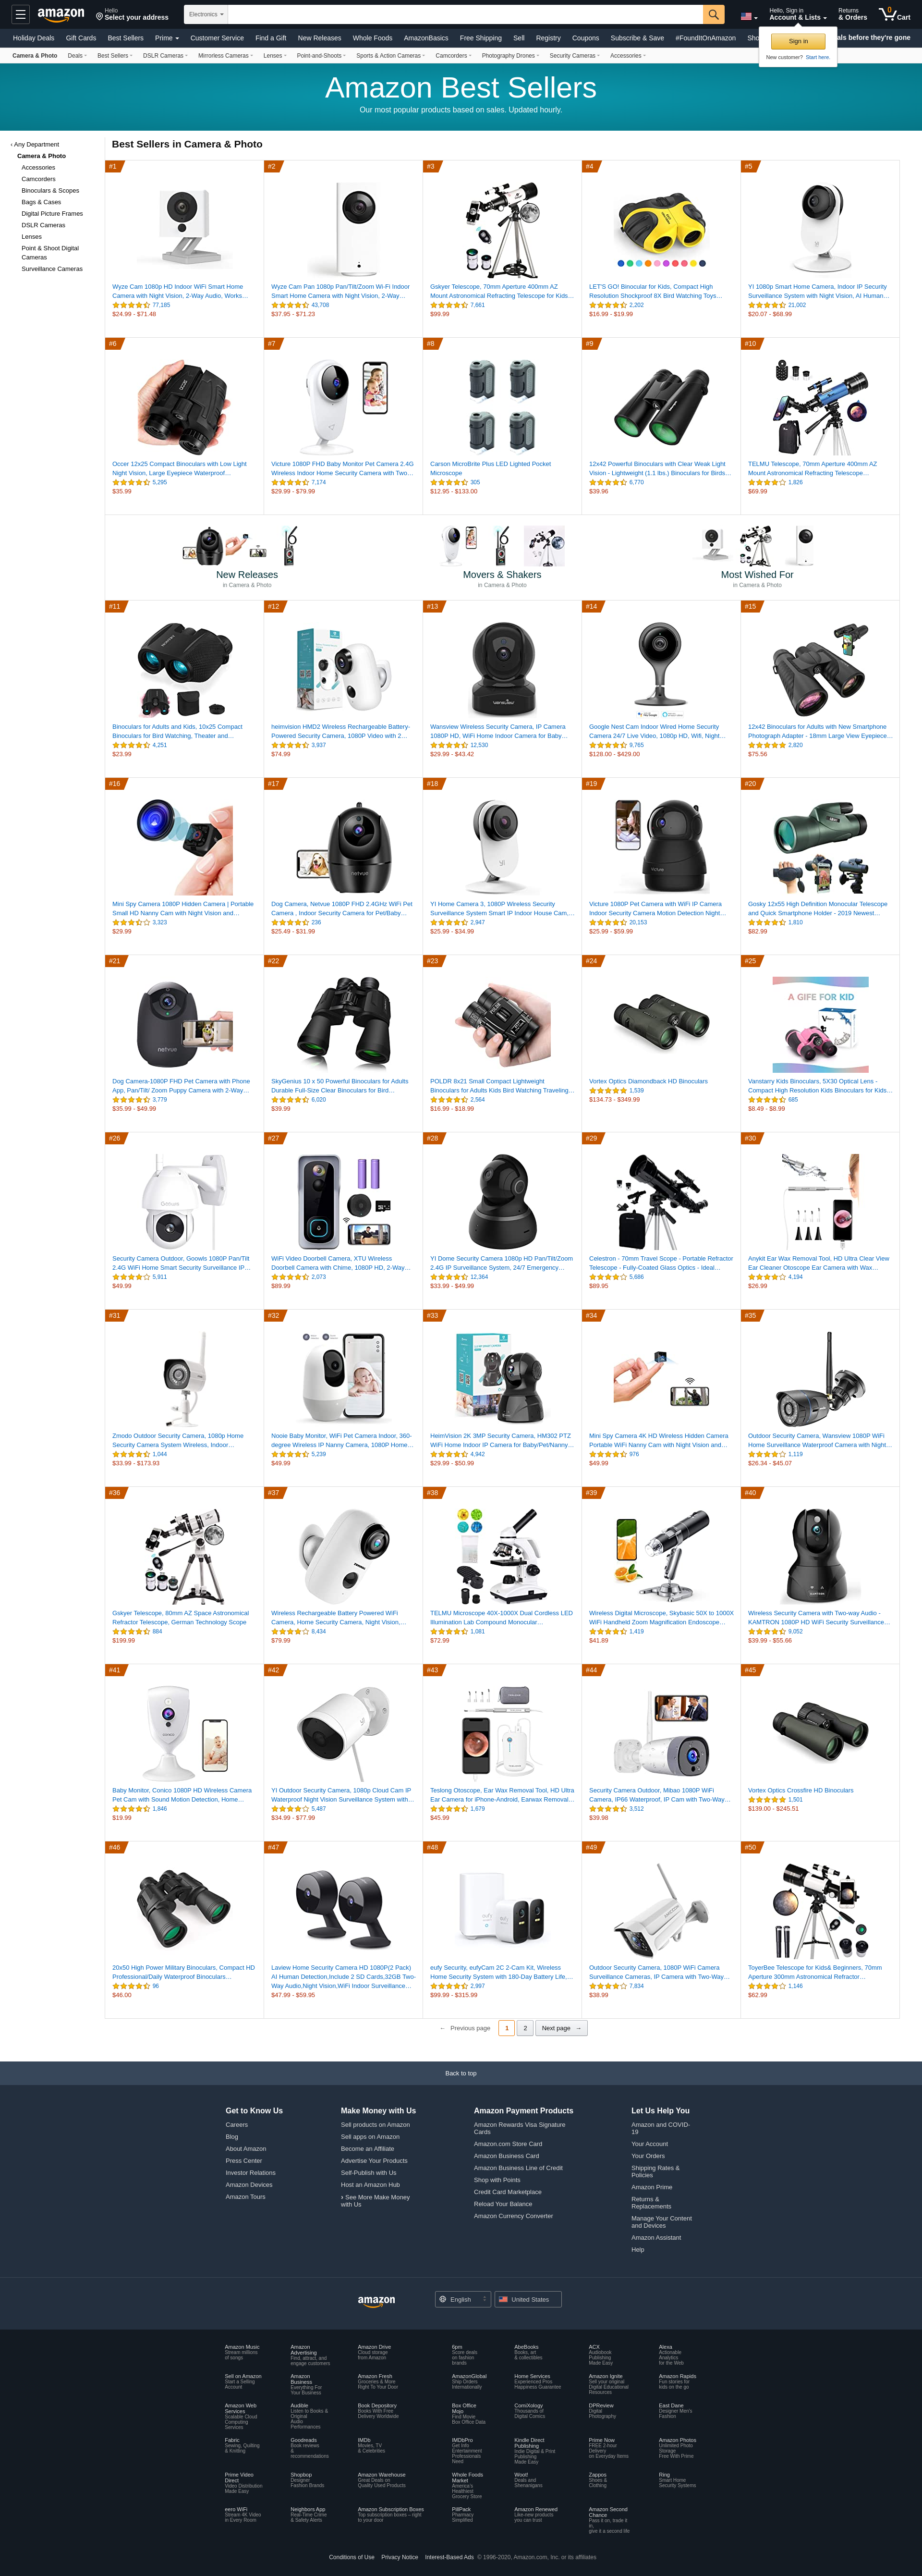 amazon
Hello
Select your address
Electronics
Hello, Sign in
Account & Lists
Returns
& Orders
0
Cart
Holiday Deals Gift Cards Best Sellers Prime Customer Service Find a Gift New Releases Whole Foods AmazonBasics Free Shipping Sell Registry Coupons Subscribe & Save #FoundItOnAmazon
als before they're gone
Sign in
New customer? Start here.
Camera & Photo Deals Best Sellers DSLR Cameras Mirrorless Cameras Lenses Point-and-Shoots Sports & Action Cameras Camcorders Photography Drones Security Cameras Accessories
Amazon Best Sellers
Our most popular products based on sales. Updated hourly.
‹ Any Department
Camera & Photo
Accessories
Camcorders
Binoculars & Scopes
Bags & Cases
Digital Picture Frames
DSLR Cameras
Lenses
Point & Shoot Digital
Cameras
Surveillance Cameras
Best Sellers in Camera & Photo
#1
Wyze Cam 1080p HD Indoor WiFi Smart Home
Camera with Night Vision, 2-Way Audio, Works…
77,185
$24.99 - $71.48
#2
Wyze Cam Pan 1080p Pan/Tilt/Zoom Wi-Fi Indoor
Smart Home Camera with Night Vision, 2-Way…
43,708
$37.95 - $71.23
#3
Gskyer Telescope, 70mm Aperture 400mm AZ
Mount Astronomical Refracting Telescope for Kids…
7,661
$99.99
#4
LET'S GO! Binocular for Kids, Compact High
Resolution Shockproof 8X Bird Watching Toys…
2,202
$16.99 - $19.99
#5
YI 1080p Smart Home Camera, Indoor IP Security
Surveillance System with Night Vision, AI Human…
21,002
$20.07 - $68.99
#6
Occer 12x25 Compact Binoculars with Low Light
Night Vision, Large Eyepiece Waterproof…
5,295
$35.99
#7
Victure 1080P FHD Baby Monitor Pet Camera 2.4G
Wireless Indoor Home Security Camera with Two…
7,174
$29.99 - $79.99
#8
Carson MicroBrite Plus LED Lighted Pocket
Microscope
305
$12.95 - $133.00
#9
12x42 Powerful Binoculars with Clear Weak Light
Vision - Lightweight (1.1 lbs.) Binoculars for Birds…
6,770
$39.96
#10
TELMU Telescope, 70mm Aperture 400mm AZ
Mount Astronomical Refracting Telescope…
1,826
$69.99
New Releases
in Camera & Photo
Movers & Shakers
in Camera & Photo
Most Wished For
in Camera & Photo
#11
Binoculars for Adults and Kids, 10x25 Compact
Binoculars for Bird Watching, Theater and…
4,251
$23.99
#12
heimvision HMD2 Wireless Rechargeable Battery-
Powered Security Camera, 1080P Video with 2…
3,937
$74.99
#13
Wansview Wireless Security Camera, IP Camera
1080P HD, WiFi Home Indoor Camera for Baby…
12,530
$29.99 - $43.42
#14
Google Nest Cam Indoor Wired Home Security
Camera 24/7 Live Video, 1080p HD, Wifi, Night…
9,765
$128.00 - $429.00
#15
12x42 Binoculars for Adults with New Smartphone
Photograph Adapter - 18mm Large View Eyepiece…
2,820
$75.56
#16
Mini Spy Camera 1080P Hidden Camera | Portable
Small HD Nanny Cam with Night Vision and…
3,323
$29.99
#17
netvue
Dog Camera, Netvue 1080P FHD 2.4GHz WiFi Pet
Camera , Indoor Security Camera for Pet/Baby…
236
$25.49 - $31.99
#18
YI Home Camera 3, 1080P Wireless Security
Surveillance System Smart IP Indoor House Cam,…
2,947
$25.99 - $34.99
#19
Victure 1080P Pet Camera with WiFi IP Camera
Indoor Security Camera Motion Detection Night…
20,153
$25.99 - $59.99
#20
Gosky 12x55 High Definition Monocular Telescope
and Quick Smartphone Holder - 2019 Newest…
1,810
$82.99
#21
netvue
Dog Camera-1080P FHD Pet Camera with Phone
App, Pan/Tilt/ Zoom Puppy Camera with 2-Way…
3,779
$35.99 - $49.99
#22
SkyGenius 10 x 50 Powerful Binoculars for Adults
Durable Full-Size Clear Binoculars for Bird…
6,020
$39.99
#23
POLDR 8x21 Small Compact Lightweight
Binoculars for Adults Kids Bird Watching Traveling…
2,564
$16.99 - $18.99
#24
Vortex Optics Diamondback HD Binoculars
1,539
$134.73 - $349.99
#25
A GIFE FOR KID
Vanstarry Kids Binoculars, 5X30 Optical Lens -
Compact High Resolution Kids Binoculars for Kids…
685
$8.49 - $8.99
#26
Security Camera Outdoor, Goowls 1080P Pan/Tilt
2.4G WiFi Home Smart Security Surveillance IP…
5,911
$49.99
#27
WiFi Video Doorbell Camera, XTU Wireless
Doorbell Camera with Chime, 1080P HD, 2-Way…
2,073
$89.99
#28
YI Dome Security Camera 1080p HD Pan/Tilt/Zoom
2.4G IP Surveillance System, 24/7 Emergency…
12,364
$33.99 - $49.99
#29
Celestron - 70mm Travel Scope - Portable Refractor
Telescope - Fully-Coated Glass Optics - Ideal…
5,686
$89.95
#30
Anykit Ear Wax Removal Tool, HD Ultra Clear View
Ear Cleaner Otoscope Ear Camera with Wax…
4,194
$26.99
#31
Zmodo Outdoor Security Camera, 1080p Home
Security Camera System Wireless, Indoor…
1,044
$33.99 - $173.93
#32
Nooie Baby Monitor, WiFi Pet Camera Indoor, 360-
degree Wireless IP Nanny Camera, 1080P Home…
5,239
$49.99
#33
HeimVision 2K 3MP Security Camera, HM302 PTZ
WiFi Home Indoor IP Camera for Baby/Pet/Nanny…
4,942
$29.99 - $50.99
#34
Mini Spy Camera 4K HD Wireless Hidden Camera
Portable WiFi Nanny Cam with Night Vision and…
976
$49.99
#35
Outdoor Security Camera, Wansview 1080P WiFi
Home Surveillance Waterproof Camera with Night…
1,119
$26.34 - $45.07
#36
Gskyer Telescope, 80mm AZ Space Astronomical
Refractor Telescope, German Technology Scope
884
$199.99
#37
Wireless Rechargeable Battery Powered WiFi
Camera, Home Security Camera, Night Vision,…
8,434
$79.99
#38
TELMU Microscope 40X-1000X Dual Cordless LED
Illumination Lab Compound Monocular…
1,081
$72.99
#39
Wireless Digital Microscope, Skybasic 50X to 1000X
WiFi Handheld Zoom Magnification Endoscope…
1,419
$41.89
#40
Wireless Security Camera with Two-way Audio -
KAMTRON 1080P HD WiFi Security Surveillance…
9,052
$39.99 - $55.66
#41
Baby Monitor, Conico 1080P HD Wireless Camera
Pet Cam with Sound Motion Detection, Home…
1,846
$19.99
#42
YI Outdoor Security Camera, 1080p Cloud Cam IP
Waterproof Night Vision Surveillance System with…
5,487
$34.99 - $77.99
#43
Teslong Otoscope, Ear Wax Removal Tool, HD Ultra
Ear Camera for iPhone-Android, Earwax Removal…
1,679
$45.99
#44
Security Camera Outdoor, Mibao 1080P WiFi
Camera, IP66 Waterproof, IP Cam with Two-Way…
3,512
$39.98
#45
Vortex Optics Crossfire HD Binoculars
1,501
$139.00 - $245.51
#46
20x50 High Power Military Binoculars, Compact HD
Professional/Daily Waterproof Binoculars…
96
$46.00
#47
Laview Home Security Camera HD 1080P(2 Pack)
AI Human Detection,Include 2 SD Cards,32GB Two-
Way Audio,Night Vision,WiFi Indoor Surveillance…
$47.99 - $59.95
#48
eufy Security, eufyCam 2C 2-Cam Kit, Wireless
Home Security System with 180-Day Battery Life,…
2,997
$99.99 - $315.99
#49
Outdoor Security Camera, 1080P WiFi Camera
Surveillance Cameras, IP Camera with Two-Way…
7,834
$38.99
#50
ToyerBee Telescope for Kids& Beginners, 70mm
Aperture 300mm Astronomical Refractor…
1,146
$62.99
← Previous page 1 2 Next page →
Back to top
Get to Know Us
Careers
Blog
About Amazon
Press Center
Investor Relations
Amazon Devices
Amazon Tours
Make Money with Us
Sell products on Amazon
Sell apps on Amazon
Become an Affiliate
Advertise Your Products
Self-Publish with Us
Host an Amazon Hub
› See More Make Money
with Us
Amazon Payment Products
Amazon Rewards Visa Signature
Cards
Amazon.com Store Card
Amazon Business Card
Amazon Business Line of Credit
Shop with Points
Credit Card Marketplace
Reload Your Balance
Amazon Currency Converter
Let Us Help You
Amazon and COVID-
19
Your Account
Your Orders
Shipping Rates &
Policies
Amazon Prime
Returns &
Replacements
Manage Your Content
and Devices
Amazon Assistant
Help
amazon
English
United States
Amazon Music
Stream millions
of songs
Amazon
Advertising
Find, attract, and
engage customers
Amazon Drive
Cloud storage
from Amazon
6pm
Score deals
on fashion
brands
AbeBooks
Books, art
& collectibles
ACX
Audiobook
Publishing
Made Easy
Alexa
Actionable
Analytics
for the Web
Sell on Amazon
Start a Selling
Account
Amazon
Business
Everything For
Your Business
Amazon Fresh
Groceries & More
Right To Your Door
AmazonGlobal
Ship Orders
Internationally
Home Services
Experienced Pros
Happiness Guarantee
Amazon Ignite
Sell your original
Digital Educational
Resources
Amazon Rapids
Fun stories for
kids on the go
Amazon Web
Services
Scalable Cloud
Computing
Services
Audible
Listen to Books &
Original
Audio
Performances
Book Depository
Books With Free
Delivery Worldwide
Box Office
Mojo
Find Movie
Box Office Data
ComiXology
Thousands of
Digital Comics
DPReview
Digital
Photography
East Dane
Designer Men's
Fashion
Fabric
Sewing, Quilting
& Knitting
Goodreads
Book reviews
&
recommendations
IMDb
Movies, TV
& Celebrities
IMDbPro
Get Info
Entertainment
Professionals
Need
Kindle Direct
Publishing
Indie Digital & Print
Publishing
Made Easy
Prime Now
FREE 2-hour
Delivery
on Everyday Items
Amazon Photos
Unlimited Photo
Storage
Free With Prime
Prime Video
Direct
Video Distribution
Made Easy
Shopbop
Designer
Fashion Brands
Amazon Warehouse
Great Deals on
Quality Used Products
Whole Foods
Market
America's
Healthiest
Grocery Store
Woot!
Deals and
Shenanigans
Zappos
Shoes &
Clothing
Ring
Smart Home
Security Systems
eero WiFi
Stream 4K Video
in Every Room
Neighbors App
Real-Time Crime
& Safety Alerts
Amazon Subscription Boxes
Top subscription boxes – right
to your door
PillPack
Pharmacy
Simplified
Amazon Renewed
Like-new products
you can trust
Amazon Second
Chance
Pass it on, trade it
in,
give it a second life
Conditions of Use Privacy Notice Interest-Based Ads © 1996-2020, Amazon.com, Inc. or its affiliates